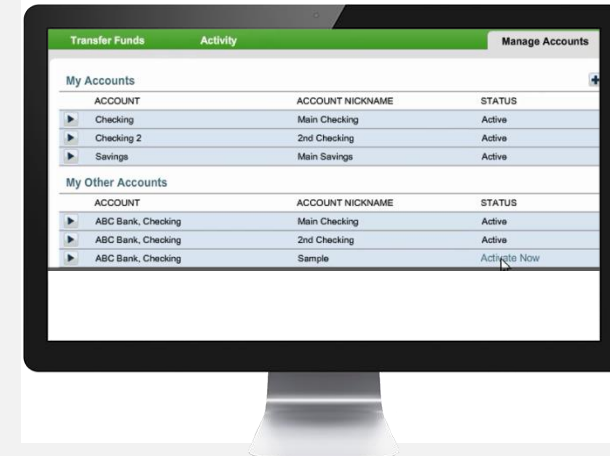 Transfer Funds Activity Manage Accounts
My Accounts
ACCOUNT ACCOUNT NICKNAME STATUS
Checking Main Checking Active
Checking 2 2nd Checking Active
Savings Main Savings Active
My Other Accounts
ACCOUNT ACCOUNT NICKNAME STATUS
ABC Bank, Checking Main Checking Active
ABC Bank, Checking 2nd Checking Active
ABC Bank, Checking Sample Activate Now